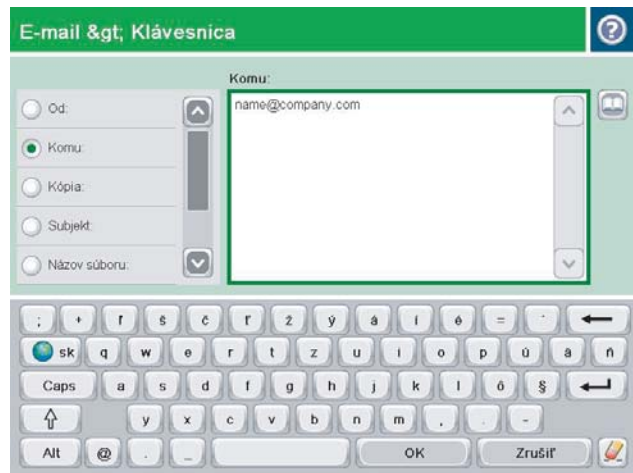 E-mail &gt; Klávesnica
?
Komu:
name@company.com
Od:
Komu:
Kópia:
Subjekt:
Názov súboru:
; + ľ š č ť ž ý á í é = ´
sk q w e r t z u i o p ú ä ň
Caps a s d f g h j k l ô §
y x c v b n m , . -
Alt @ . _ OK Zrušiť